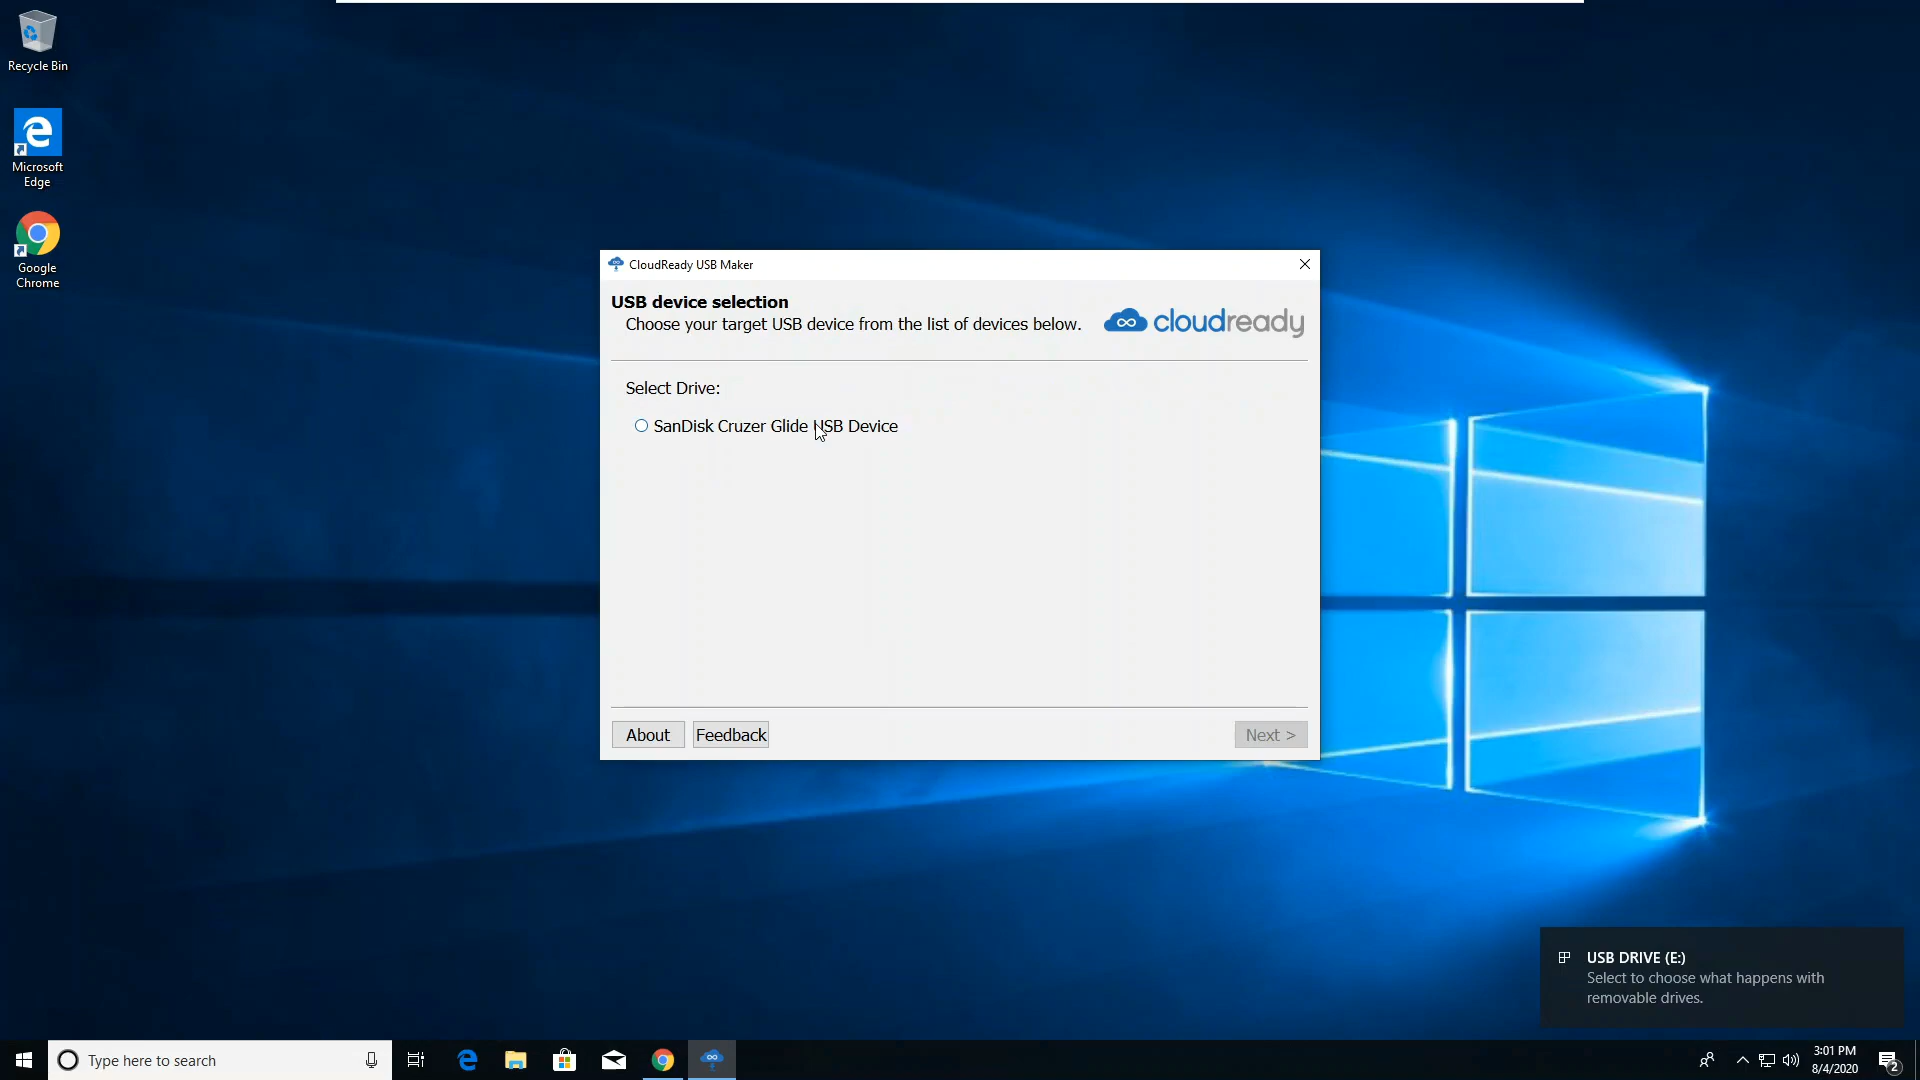 Recycle Bin
Microsoft
Edge
Google
Chrome
CloudReady USB Maker
USB device selection
Choose your target USB device from the list of devices below.
cloudready
Select Drive:
SanDisk Cruzer Glide USB Device
About
Feedback
Next >
USB DRIVE (E:)
Select to choose what happens with
removable drives.
Type here to search
3:01 PM
8/4/2020
2